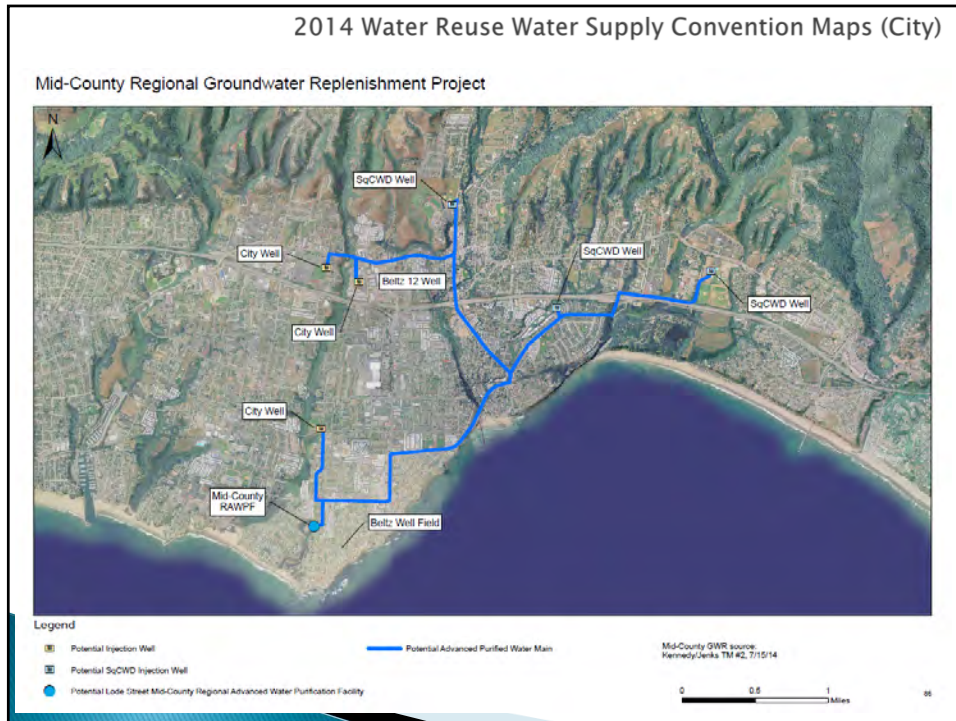 2014 Water Reuse Water Supply Convention Maps (City)
Mid-County Regional Groundwater Replenishment Project
N
SqCWD Well
City Well
SqCWD Well
Beltz 12 Well
SqCWD Well
City Well
City Well
Mid-County
RAWPF
Beltz Well Field
Legend
Potential Injection Well
Potential Advanced Purified Water Main
Mid-County GWR source:
Kennedy/Jenks TM #2, 7/15/14
Potential SqCWD Injection Well
Potential Lode Street Mid-County Regional Advanced Water Purification Facility
0 0.5 1
Miles
86